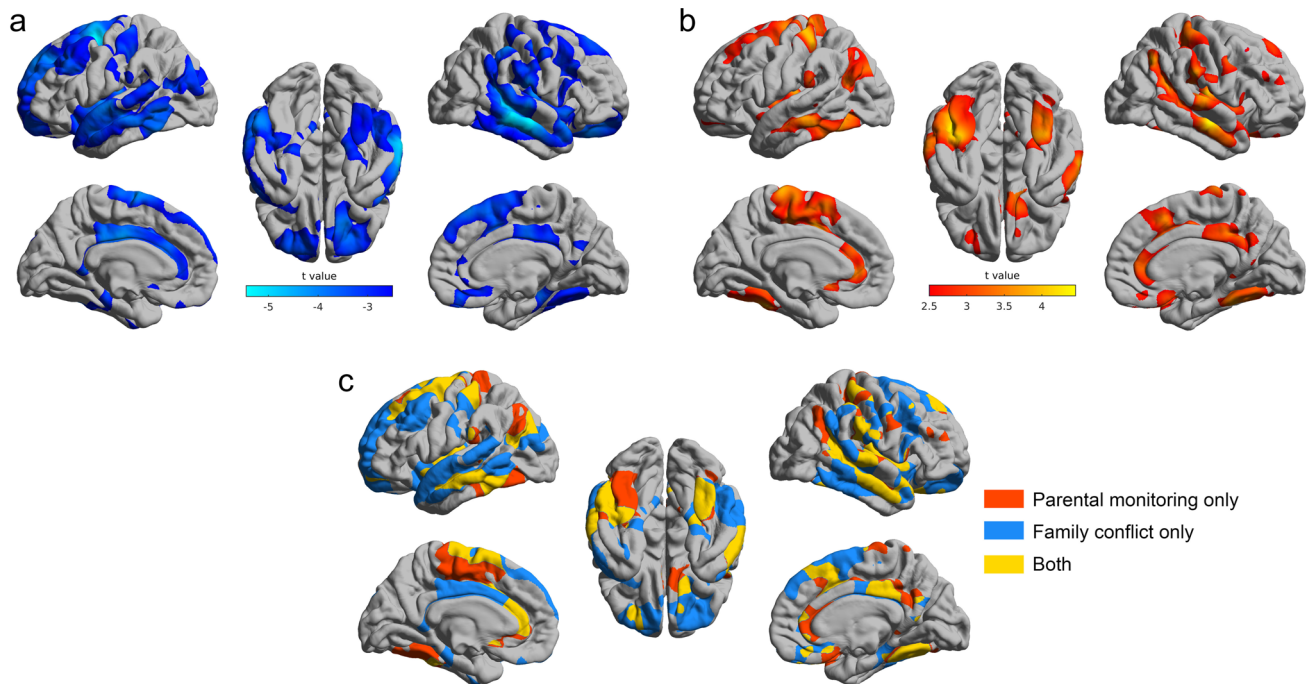 a
b
t value
-5 -4 -3
t value
2.5 3 3.5 4
c
Parental monitoring only
Family conflict only
Both